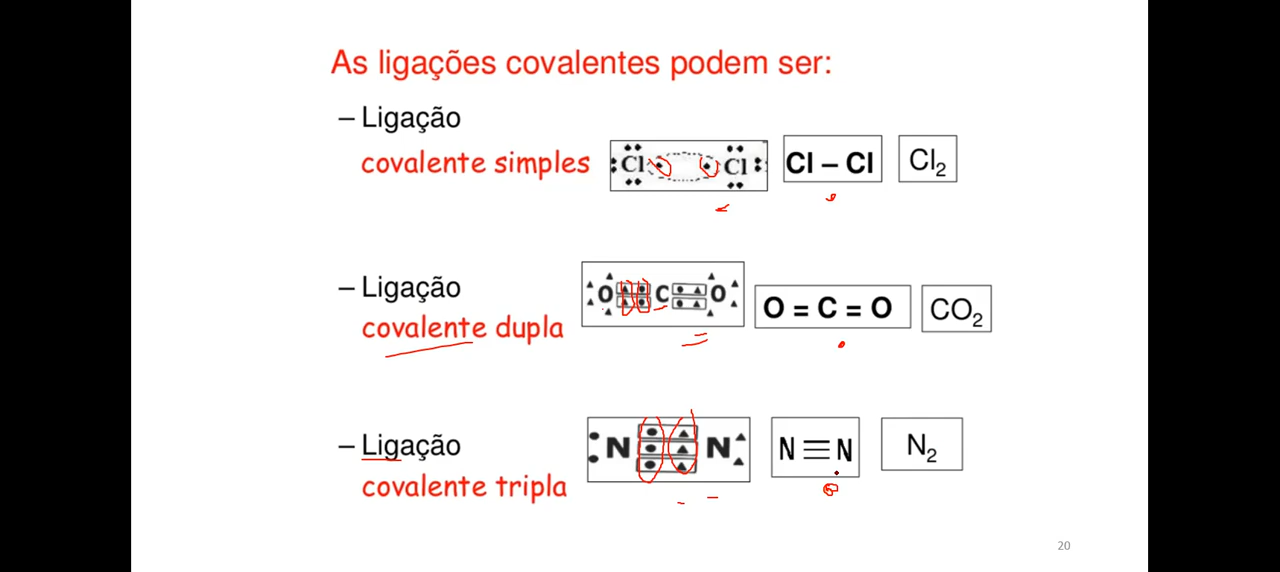 As ligações covalentes podem ser:
– Ligação
covalente simples
Cl Cl
Cl – Cl
Cl₂
– Ligação
covalente dupla
O C O
O = C = O
CO₂
– Ligação
covalente tripla
N N
N ≡ N
N₂
20